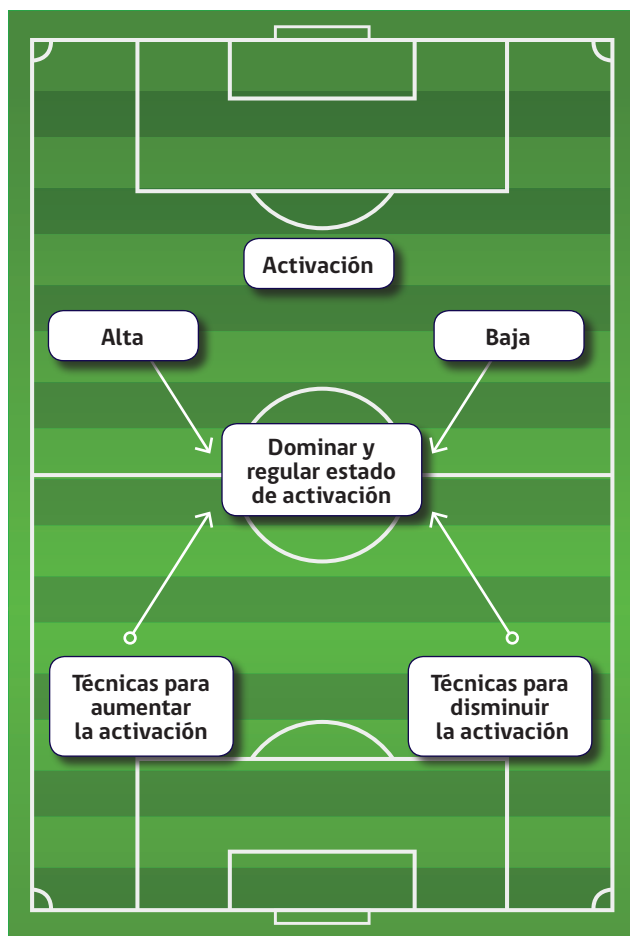 Activación
Alta
Baja
Dominar y
regular estado
de activación
Técnicas para
aumentar
la activación
Técnicas para
disminuir
la activación